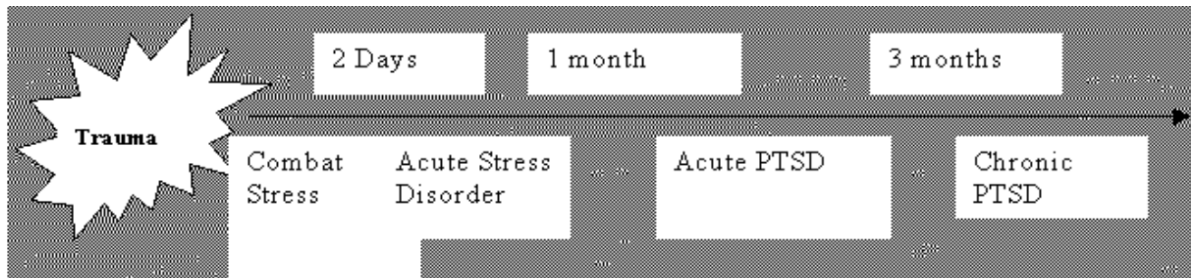 2 Days
1 month
3 months
Trauma
Combat Stress
Acute Stress Disorder
Acute PTSD
Chronic PTSD